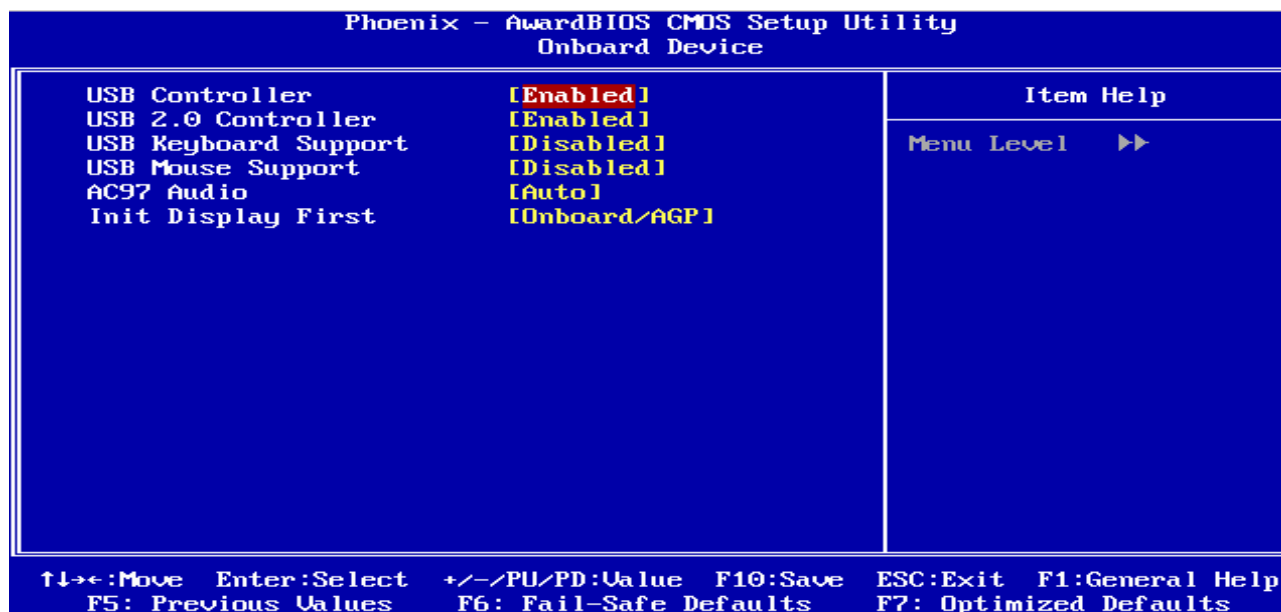 Phoenix - AwardBIOS CMOS Setup Utility
Onboard Device
USB Controller [Enabled]
USB 2.0 Controller [Enabled]
USB Keyboard Support [Disabled]
USB Mouse Support [Disabled]
AC97 Audio [Auto]
Init Display First [Onboard/AGP]
Item Help
Menu Level ▶▶
↑↓→←:Move Enter:Select +/-/PU/PD:Value F10:Save ESC:Exit F1:General Help
F5: Previous Values F6: Fail-Safe Defaults F7: Optimized Defaults